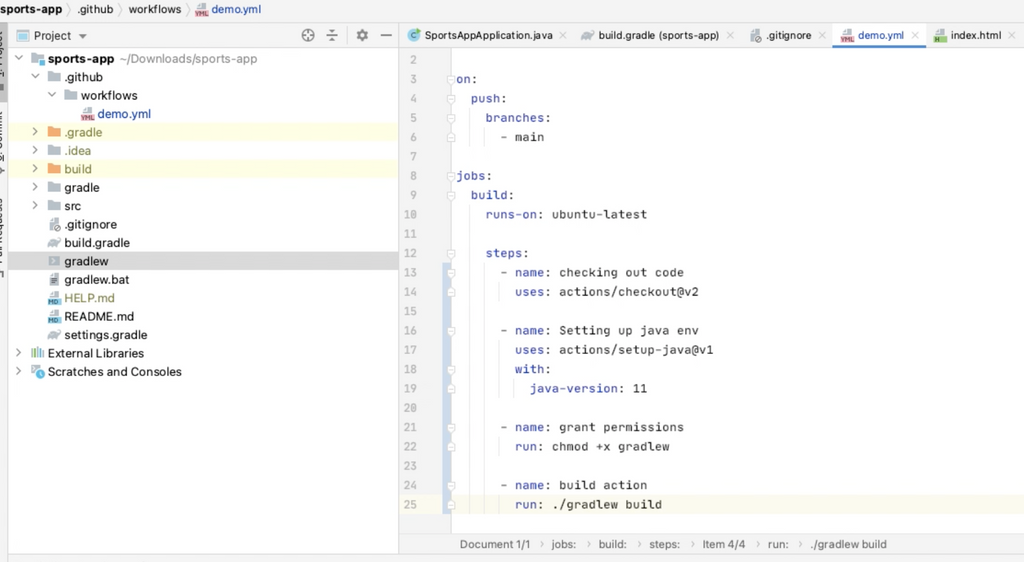 sports-app › .github › workflows › demo.yml
Project
SportsAppApplication.java
build.gradle (sports-app)
.gitignore
demo.yml
index.html
sports-app ~/Downloads/sports-app
.github
workflows
demo.yml
.gradle
.idea
build
gradle
src
.gitignore
build.gradle
gradlew
gradlew.bat
HELP.md
README.md
settings.gradle
External Libraries
Scratches and Consoles
2
3 on:
4 push:
5 branches:
6 - main
7
8 jobs:
9 build:
10 runs-on: ubuntu-latest
11
12 steps:
13 - name: checking out code
14 uses: actions/checkout@v2
15
16 - name: Setting up java env
17 uses: actions/setup-java@v1
18 with:
19 java-version: 11
20
21 - name: grant permissions
22 run: chmod +x gradlew
23
24 - name: build action
25 run: ./gradlew build
Document 1/1 › jobs: › build: › steps: › Item 4/4 › run: › ./gradlew build